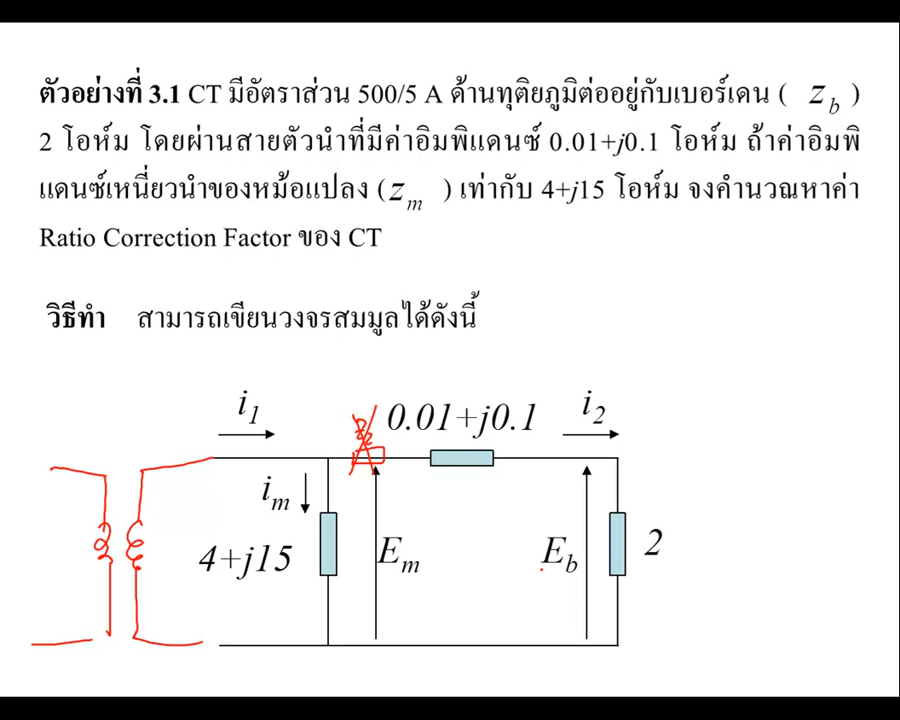 ตัวอย่างที่ 3.1 CT มีอัตราส่วน 500/5 A ด้านทุติยภูมิต่ออยู่กับเบอร์เดน ( z_b )
2 โอห์ม โดยผ่านสายตัวนำที่มีค่าอิมพิแดนซ์ 0.01+j0.1 โอห์ม ถ้าค่าอิมพิ
แดนซ์เหนี่ยวนำของหม้อแปลง (z_m ) เท่ากับ 4+j15 โอห์ม จงคำนวณหาค่า
Ratio Correction Factor ของ CT
วิธีทำ สามารถเขียนวงจรสมมูลได้ดังนี้
i_1
0.01+j0.1
i_2
i_m
4+j15
E_m
E_b
2